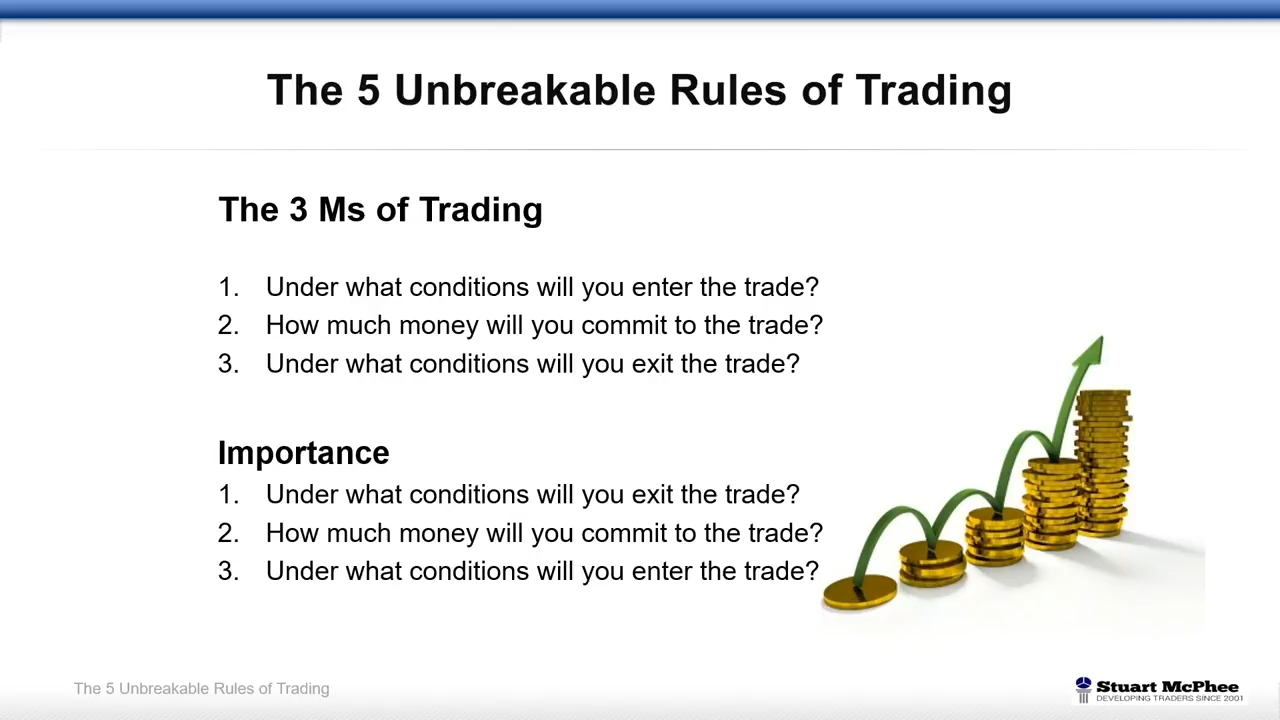 The 5 Unbreakable Rules of Trading
The 3 Ms of Trading
1. Under what conditions will you enter the trade?
2. How much money will you commit to the trade?
3. Under what conditions will you exit the trade?
Importance
1. Under what conditions will you exit the trade?
2. How much money will you commit to the trade?
3. Under what conditions will you enter the trade?
The 5 Unbreakable Rules of Trading
Stuart McPhee
DEVELOPING TRADERS SINCE 2001